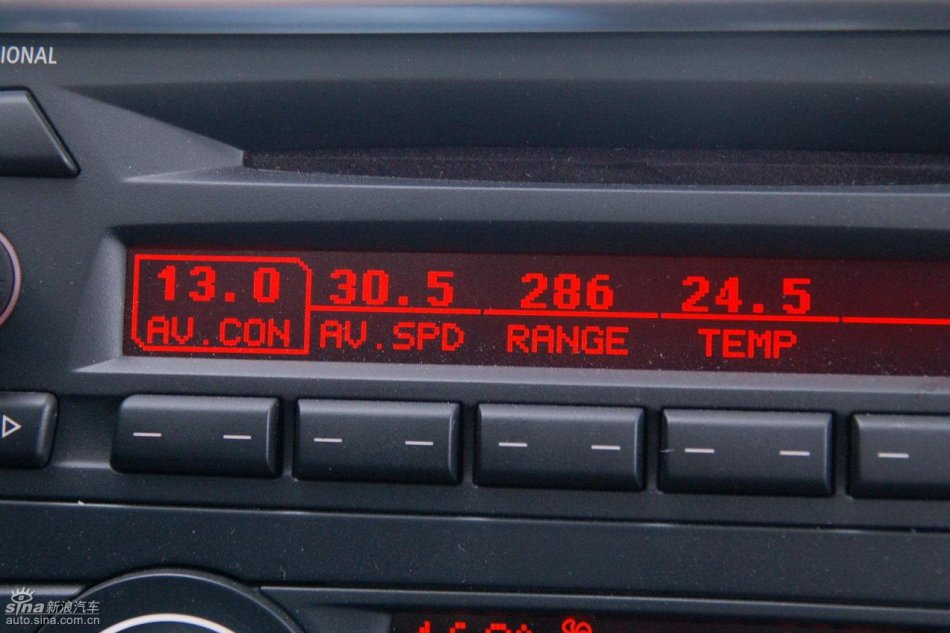 IONAL
13.0 30.5 286 24.5
AV.CON AV.SPD RANGE TEMP
sina新浪汽车
auto.sina.com.cn